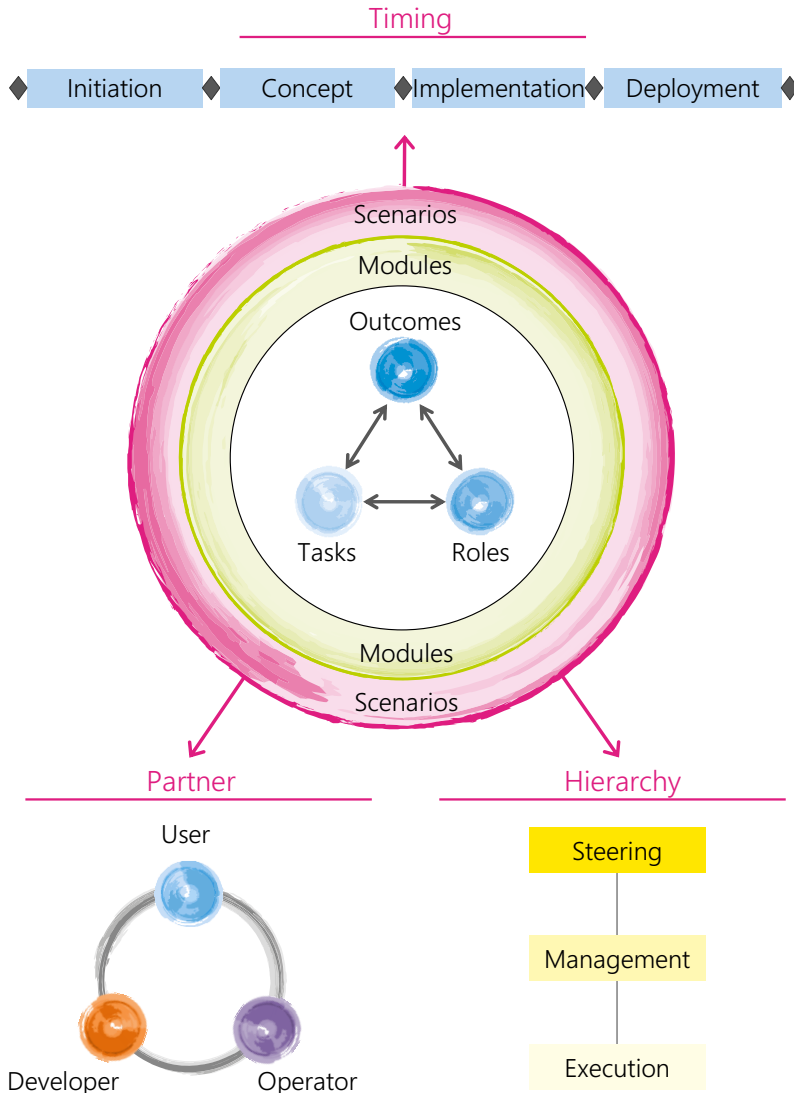 Timing
Initiation Concept Implementation Deployment
Scenarios
Modules
Outcomes
Tasks Roles
Modules
Scenarios
Partner
User
Developer Operator
Hierarchy
Steering
Management
Execution